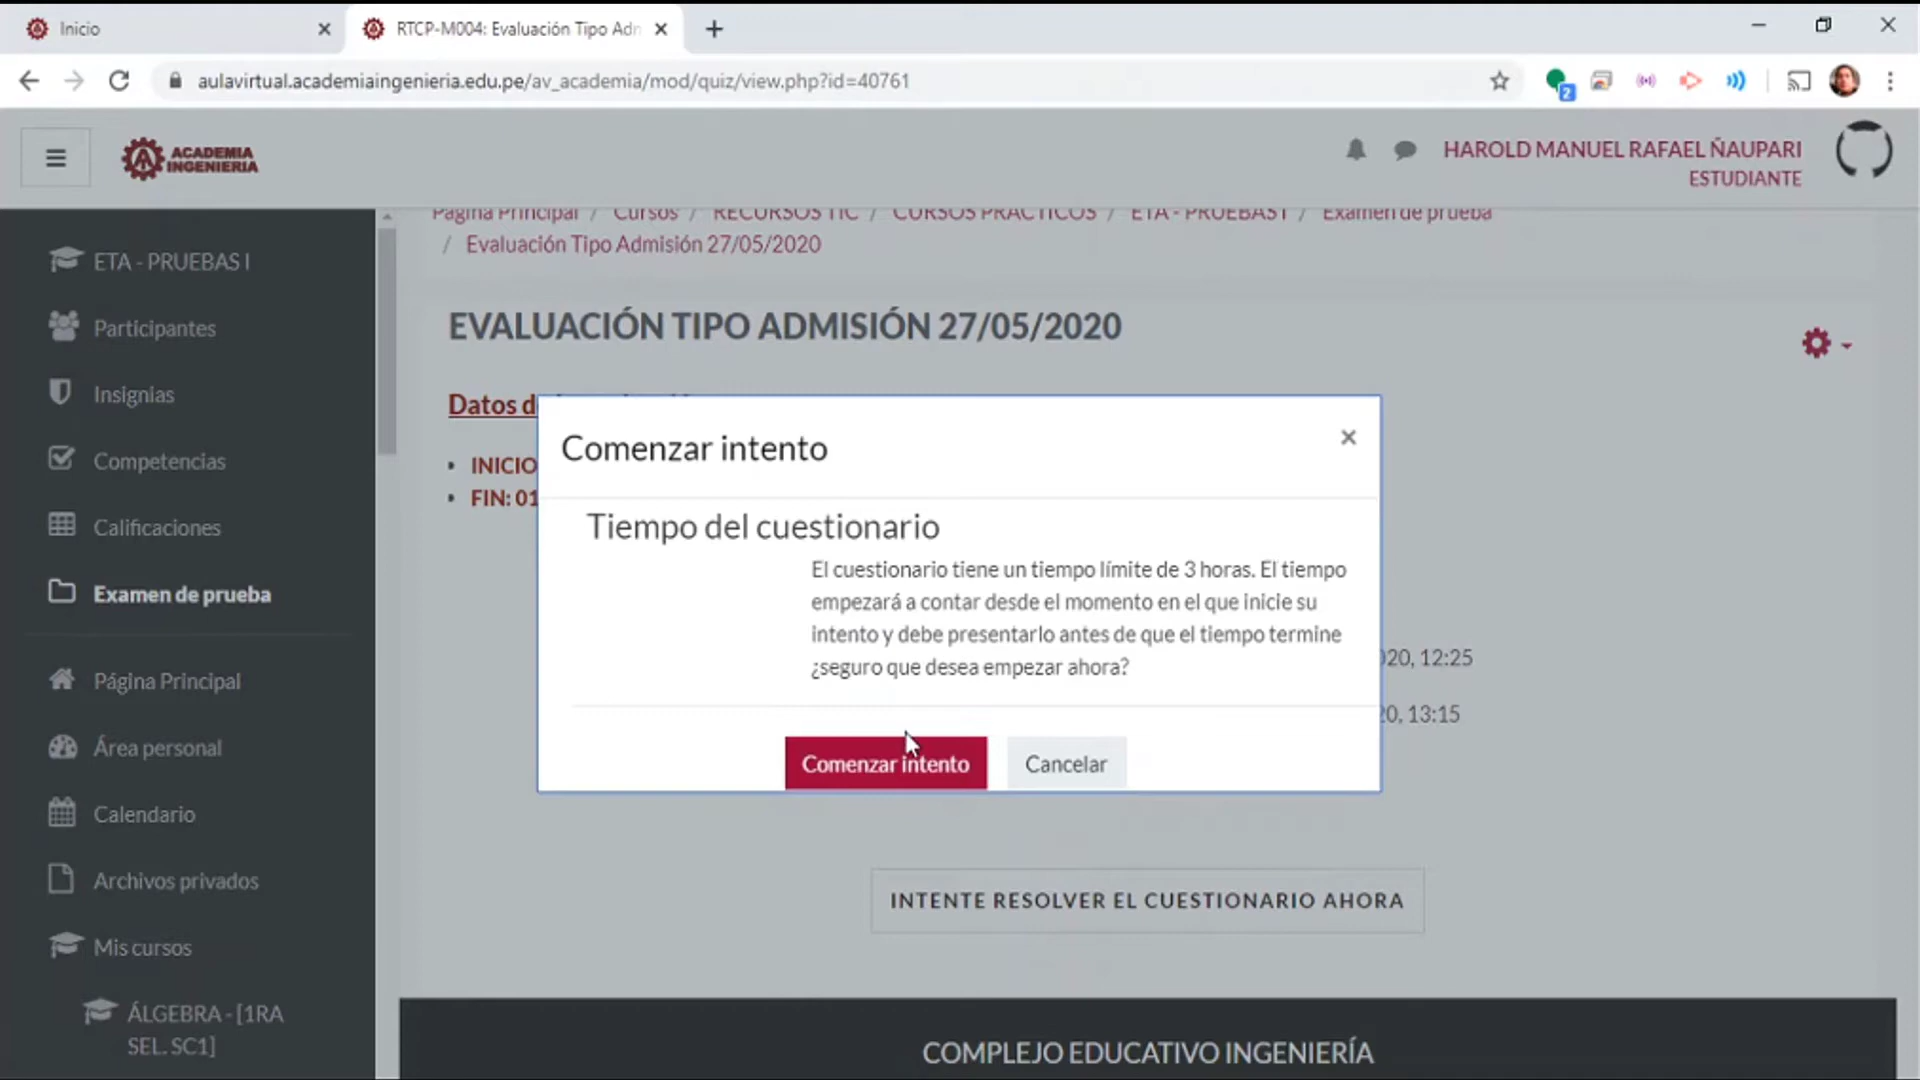 Inicio
RTCP-M004: Evaluación Tipo Adm
aulavirtual.academiaingenieria.edu.pe/av_academia/mod/quiz/view.php?id=40761
2
ACADEMIA
INGENIERIA
HAROLD MANUEL RAFAEL ÑAUPARI
ESTUDIANTE
Página Principal / Cursos / RECURSOS TIC / CURSOS PRÁCTICOS / ETA - PRUEBAS I / Examen de prueba
/ Evaluación Tipo Admisión 27/05/2020
ETA - PRUEBAS I
Participantes
Insignias
Competencias
Calificaciones
Examen de prueba
Página Principal
Área personal
Calendario
Archivos privados
Mis cursos
ÁLGEBRA - [1RA
SEL. SC1]
EVALUACIÓN TIPO ADMISIÓN 27/05/2020
Datos d
INICIO
FIN: 01
Comenzar intento
×
Tiempo del cuestionario
El cuestionario tiene un tiempo límite de 3 horas. El tiempo
empezará a contar desde el momento en el que inicie su
intento y debe presentarlo antes de que el tiempo termine
¿seguro que desea empezar ahora?
Comenzar intento
Cancelar
020, 12:25
20, 13:15
INTENTE RESOLVER EL CUESTIONARIO AHORA
COMPLEJO EDUCATIVO INGENIERÍA